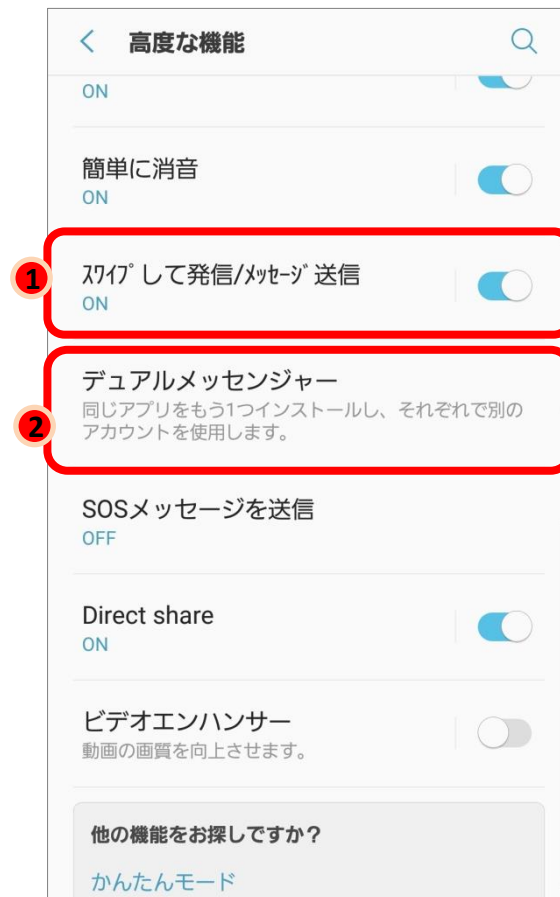 高度な機能
ON
簡単に消音
ON
1
ｽﾜｲﾌﾟして発信/ﾒｯｾｰｼﾞ送信
ON
デュアルメッセンジャー
2
同じアプリをもう1つインストールし、それぞれで別の
アカウントを使用します。
SOSメッセージを送信
OFF
Direct share
ON
ビデオエンハンサー
動画の画質を向上させます。
他の機能をお探しですか？
かんたんモード